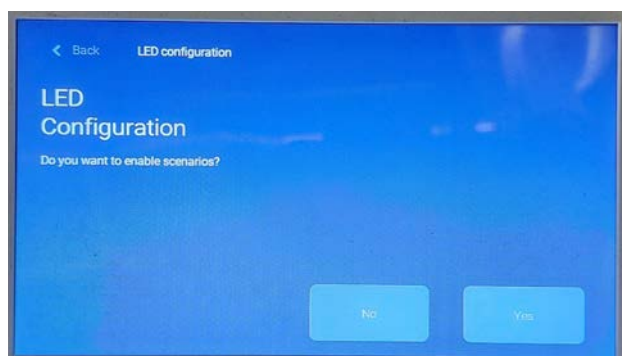 Back LED configuration
LED
Configuration
Do you want to enable scenarios?
No Yes